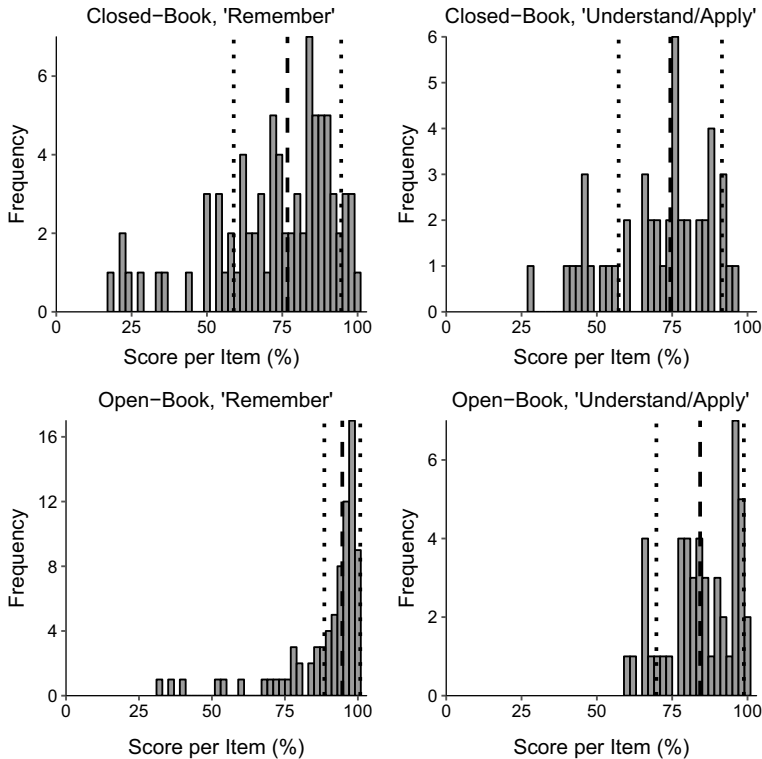 Closed−Book, 'Remember'
Frequency
6
4
2
0
0 25 50 75 100
Score per Item (%)
Closed−Book, 'Understand/Apply'
Frequency
6
5
4
3
2
1
0
0 25 50 75 100
Score per Item (%)
Open−Book, 'Remember'
Frequency
16
12
8
4
0
0 25 50 75 100
Score per Item (%)
Open−Book, 'Understand/Apply'
Frequency
6
4
2
0
0 25 50 75 100
Score per Item (%)